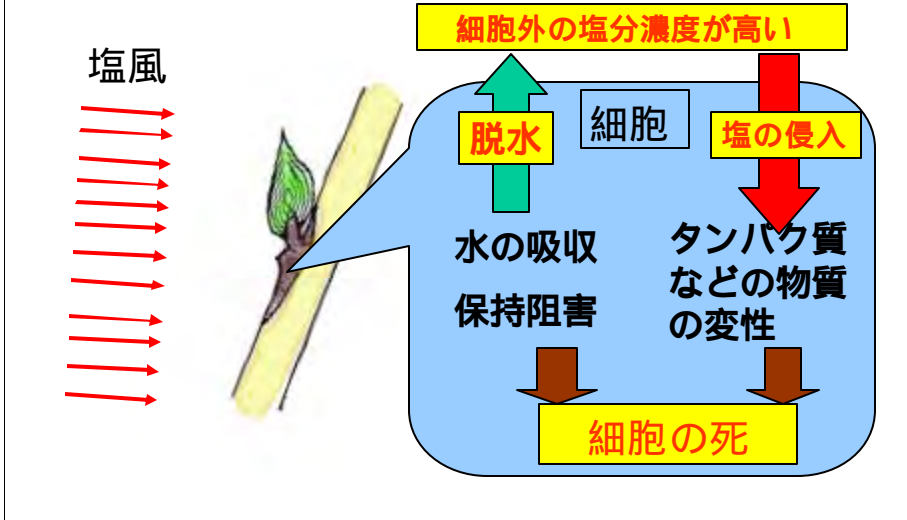 塩風
細胞外の塩分濃度が高い
細胞
脱水
塩の侵入
水の吸収
保持阻害
タンパク質
などの物質
の変性
細胞の死